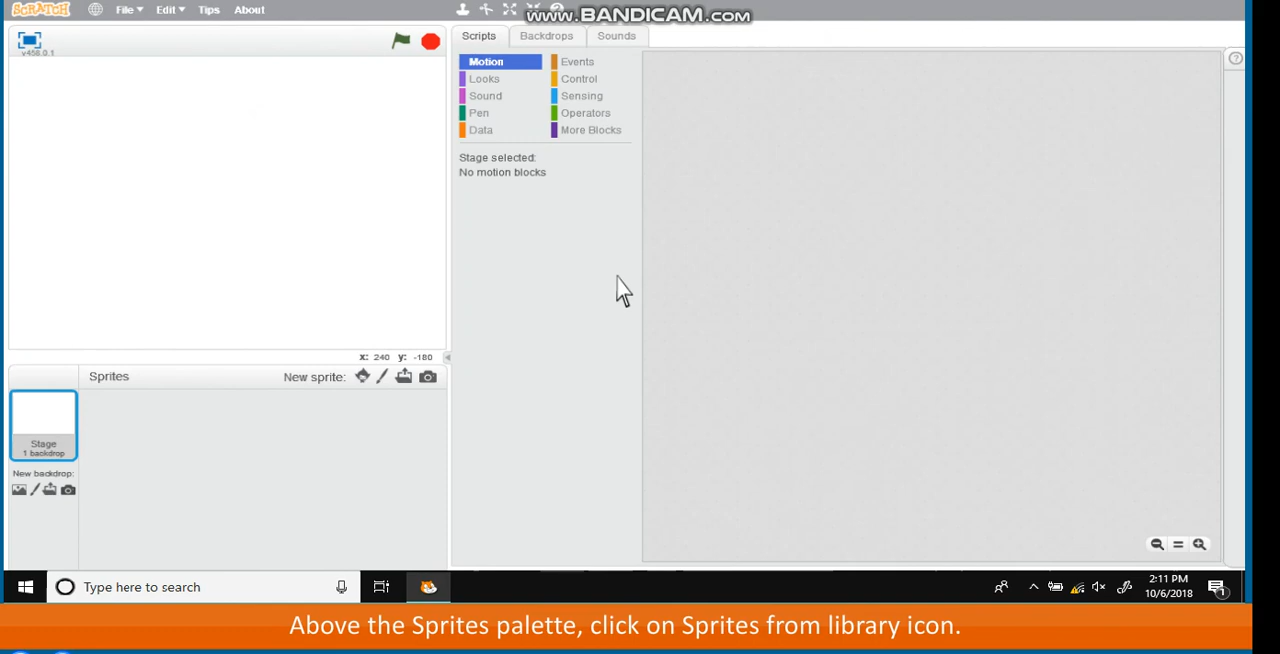 SCRATCH File Edit Tips About
www.BANDICAM.com
v458.0.1
Scripts Backdrops Sounds
Motion Events
Looks Control
Sound Sensing
Pen Operators
Data More Blocks
Stage selected:
No motion blocks
x: 240 y: -180
Sprites New sprite:
Stage
1 backdrop
New backdrop:
Type here to search
2:11 PM
10/6/2018
1
Above the Sprites palette, click on Sprites from library icon.